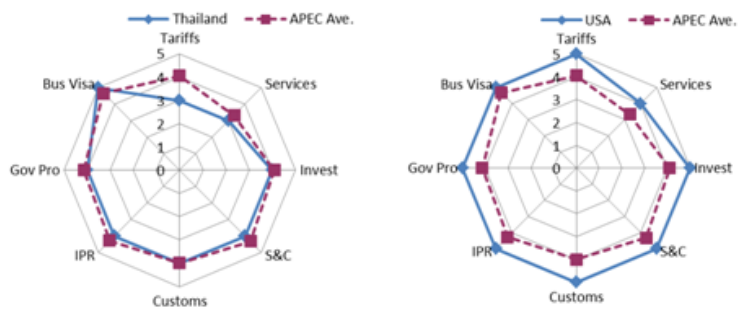 Thailand APEC Ave.
Tariffs
5
4
3
2
1
0
Services
Invest
S&C
Customs
IPR
Gov Pro
Bus Visa
USA APEC Ave.
Tariffs
5
4
3
2
1
0
Services
Invest
S&C
Customs
IPR
Gov Pro
Bus Visa